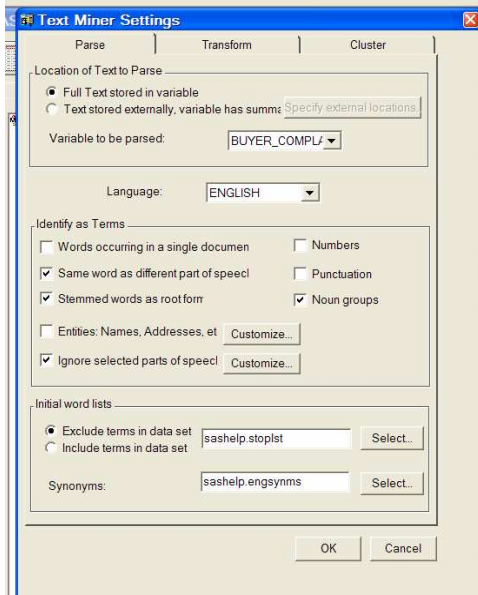 Text Miner Settings
Parse Transform Cluster
Location of Text to Parse
Full Text stored in variable
Text stored externally, variable has summa Specify external locations.
Variable to be parsed: BUYER_COMPLA
Language: ENGLISH
Identify as Terms
Words occurring in a single documen Numbers
Same word as different part of speecl Punctuation
Stemmed words as root form Noun groups
Entities: Names, Addresses, et Customize...
Ignore selected parts of speecl Customize...
Initial word lists
Exclude terms in data set sashelp.stoplst Select...
Include terms in data set
Synonyms: sashelp.engsynms Select...
OK Cancel